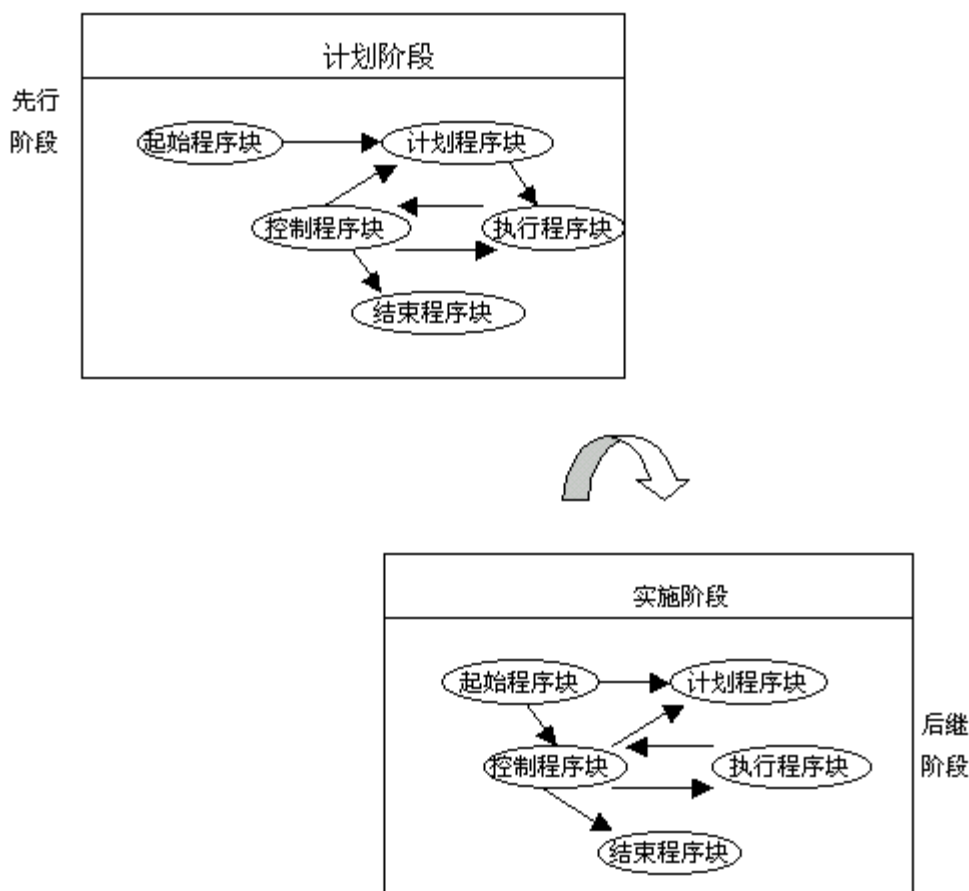 计划阶段
先行
阶段
起始程序块
计划程序块
控制程序块
执行程序块
结束程序块
实施阶段
起始程序块
计划程序块
后继
阶段
控制程序块
执行程序块
结束程序块